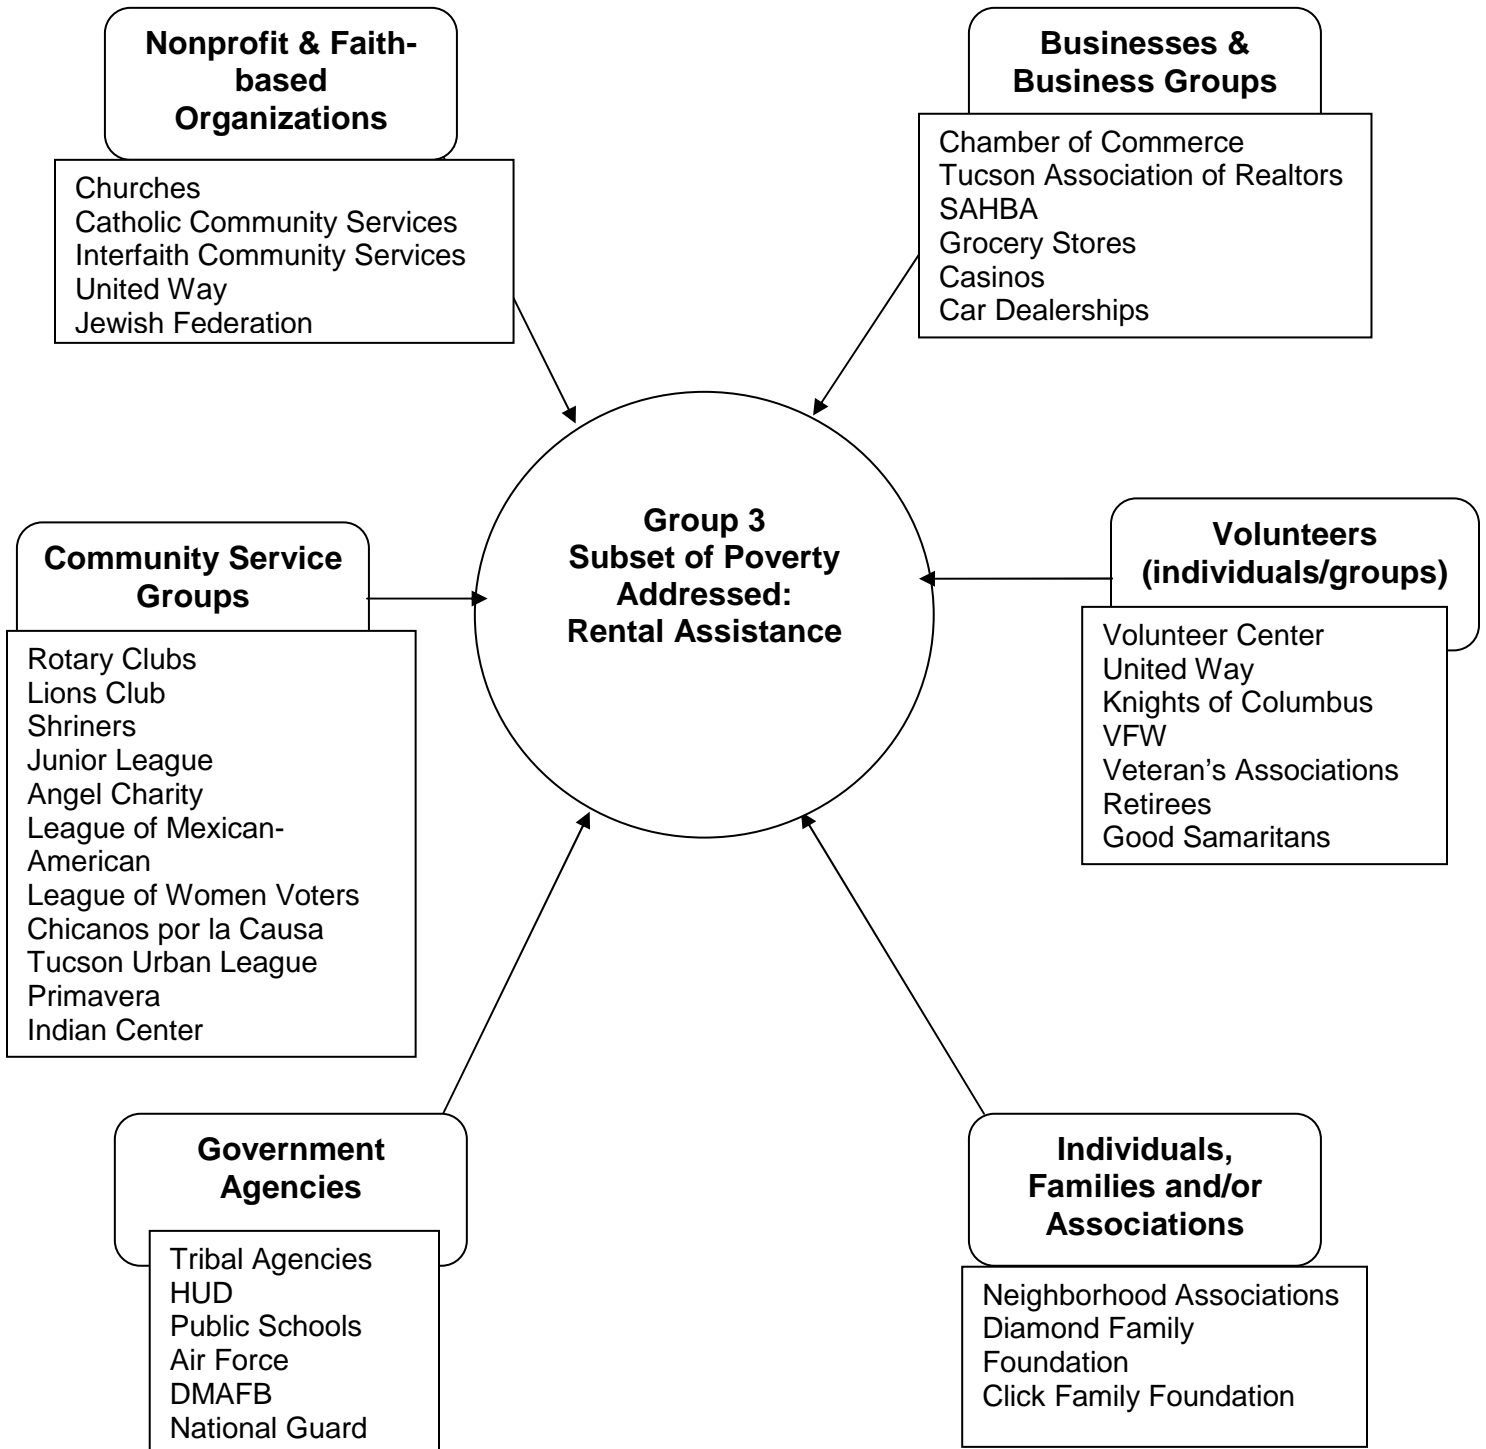 Nonprofit & Faith-
based
Organizations
Churches
Catholic Community Services
Interfaith Community Services
United Way
Jewish Federation
Businesses &
Business Groups
Chamber of Commerce
Tucson Association of Realtors
SAHBA
Grocery Stores
Casinos
Car Dealerships
Group 3
Subset of Poverty
Addressed:
Rental Assistance
Community Service
Groups
Rotary Clubs
Lions Club
Shriners
Junior League
Angel Charity
League of Mexican-
American
League of Women Voters
Chicanos por la Causa
Tucson Urban League
Primavera
Indian Center
Volunteers
(individuals/groups)
Volunteer Center
United Way
Knights of Columbus
VFW
Veteran’s Associations
Retirees
Good Samaritans
Government
Agencies
Tribal Agencies
HUD
Public Schools
Air Force
DMAFB
National Guard
Individuals,
Families and/or
Associations
Neighborhood Associations
Diamond Family
Foundation
Click Family Foundation